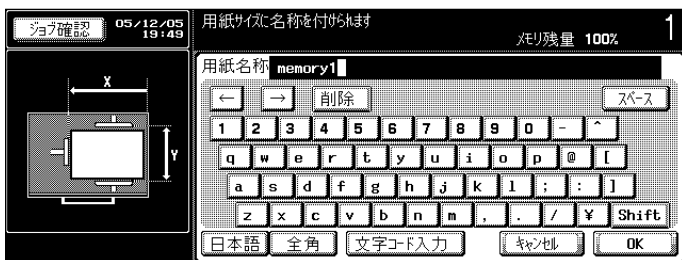 ジョブ確認 05/12/05 19:49 用紙サイズに名称を付けられます メモリ残量 100% 1
用紙名称 memory1
← → 削除 スペース
1 2 3 4 5 6 7 8 9 0 - ^
q w e r t y u i o p @ [
a s d f g h j k l ; : ]
z x c v b n m , . / ¥ Shift
日本語 全角 文字コード入力 キャンセル OK
X
Y